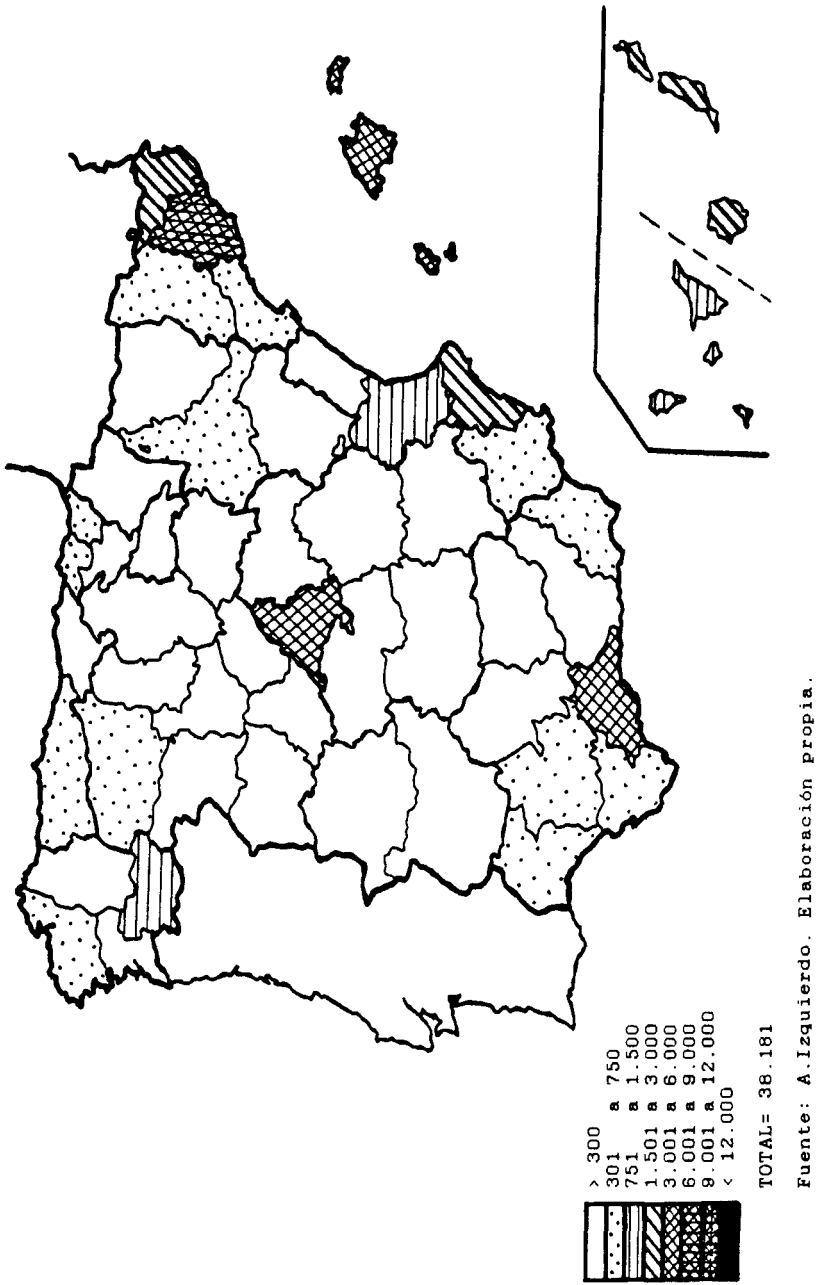 > 300
301 a 750
751 a 1.500
1.501 a 3.000
3.001 a 6.000
6.001 a 9.000
9.001 a 12.000
< 12.000
TOTAL= 38.181
Fuente: A.Izquierdo. Elaboración propia.